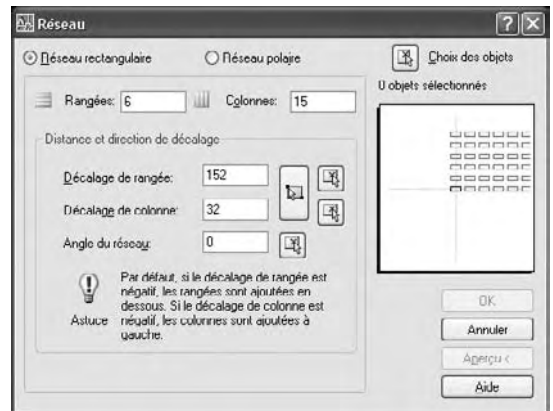 Réseau
Réseau rectangulaire
Réseau polaire
Choix des objets
0 objets sélectionnés
Rangées: 6
Colonnes: 15
Distance et direction de décalage
Décalage de rangée: 152
Décalage de colonne: 32
Angle du réseau: 0
Par défaut, si le décalage de rangée est
négatif, les rangées sont ajoutées en
dessous. Si le décalage de colonne est
négatif, les colonnes sont ajoutées à
gauche.
Astuce
OK
Annuler
Aperçu <
Aide